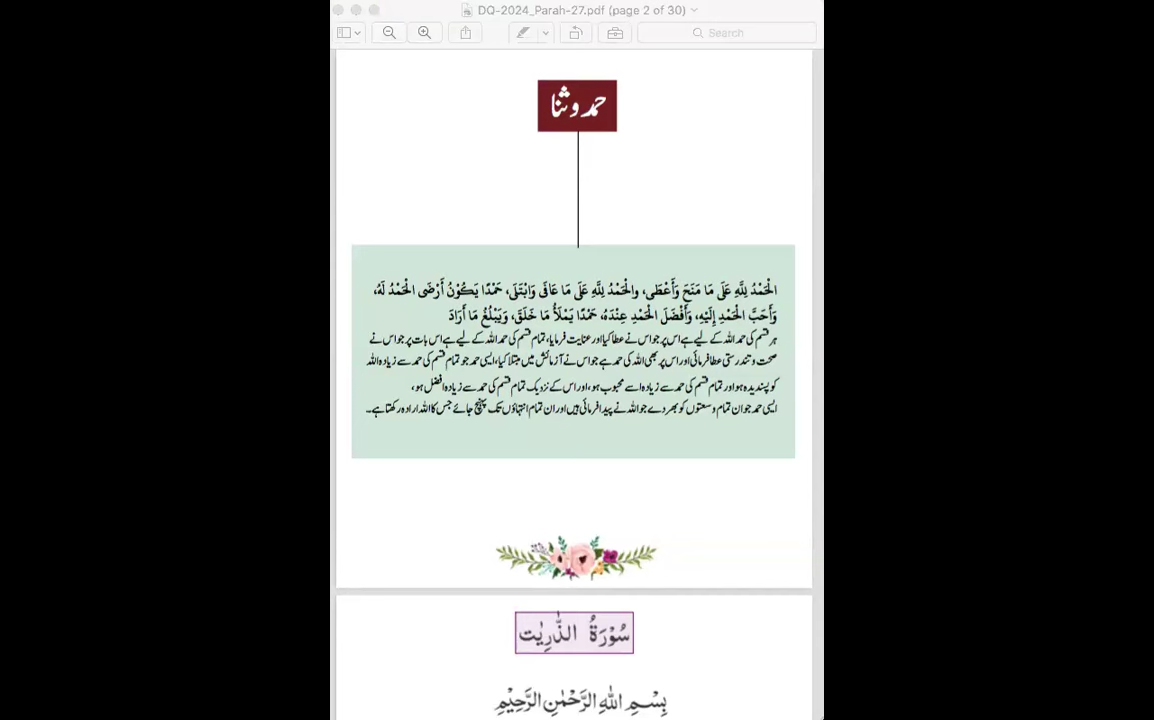 DQ-2024_Parah-27.pdf (page 2 of 30)
Search
حمد و ثنا
الْحَمْدُ لِلَّهِ عَلَى مَا مَنَحَ وَأَعْطَى، والْحَمْدُ لِلَّهِ عَلَى مَا عَافَى وَابْتَلَى، حَمْدًا يَكُوْنُ أَرْضَى الْحَمْدُ لَهُ،
وَأَحَبَّ الْحَمْدِ إِلَيْهِ، وَأَفْضَلَ الْحَمْدِ عِنْدَهُ، حَمْدًا يَمْلَأُ مَا خَلَقَ، وَيَبْلُغُ مَا أَرَادَ
ہر قسم کی حمد اللہ کے لیے ہے اس پر جو اس نے عطا کیا اور عنایت فرمایا، تمام قسم کی حمد اللہ کے لیے ہے اس بات پر جو اس نے
صحت و تندرستی عطا فرمائی اور اس پر بھی اللہ کی حمد ہے جو اس نے آزمائش میں مبتلا کیا، ایسی حمد جو تمام قسم کی حمد سے زیادہ اللہ
کو پسندیدہ ہو اور تمام قسم کی حمد سے زیادہ اسے محبوب ہو، اور اس کے نزدیک تمام قسم کی حمد سے زیادہ افضل ہو،
ایسی حمد جو ان تمام وسعتوں کو بھر دے جو اللہ نے پیدا فرمائی ہیں اور ان تمام انتہاؤں تک پہنچ جائے جس کا اللہ ارادہ رکھتا ہے۔
سُوْرَةُ الذّٰرِيٰت
بِسْمِ اللهِ الرَّحْمٰنِ الرَّحِيْمِ